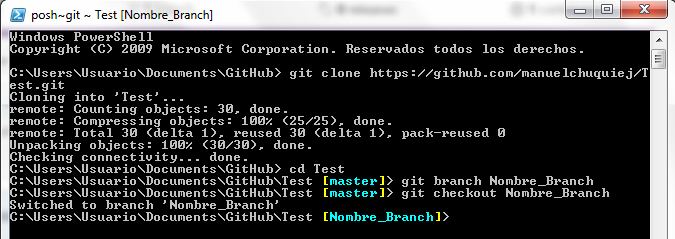 posh~git ~ Test [Nombre_Branch]
Windows PowerShell
Copyright (C) 2009 Microsoft Corporation. Reservados todos los derechos.
C:\Users\Usuario\Documents\GitHub> git clone https://github.com/manuelchuquiej/T
est.git
Cloning into 'Test'...
remote: Counting objects: 30, done.
remote: Compressing objects: 100% (25/25), done.
remote: Total 30 (delta 1), reused 30 (delta 1), pack-reused 0
Unpacking objects: 100% (30/30), done.
Checking connectivity... done.
C:\Users\Usuario\Documents\GitHub> cd Test
C:\Users\Usuario\Documents\GitHub\Test [master]> git branch Nombre_Branch
C:\Users\Usuario\Documents\GitHub\Test [master]> git checkout Nombre_Branch
Switched to branch 'Nombre_Branch'
C:\Users\Usuario\Documents\GitHub\Test [Nombre_Branch]>